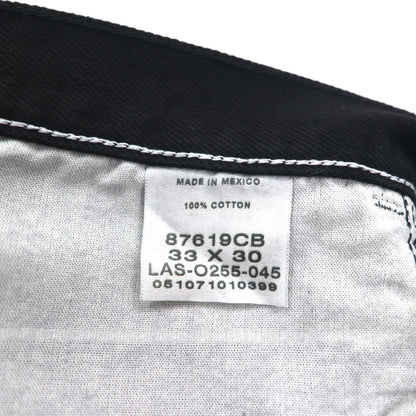 MADE IN MEXICO
100% COTTON
87619CB
33 X 30
LAS-O255-045
051071010399